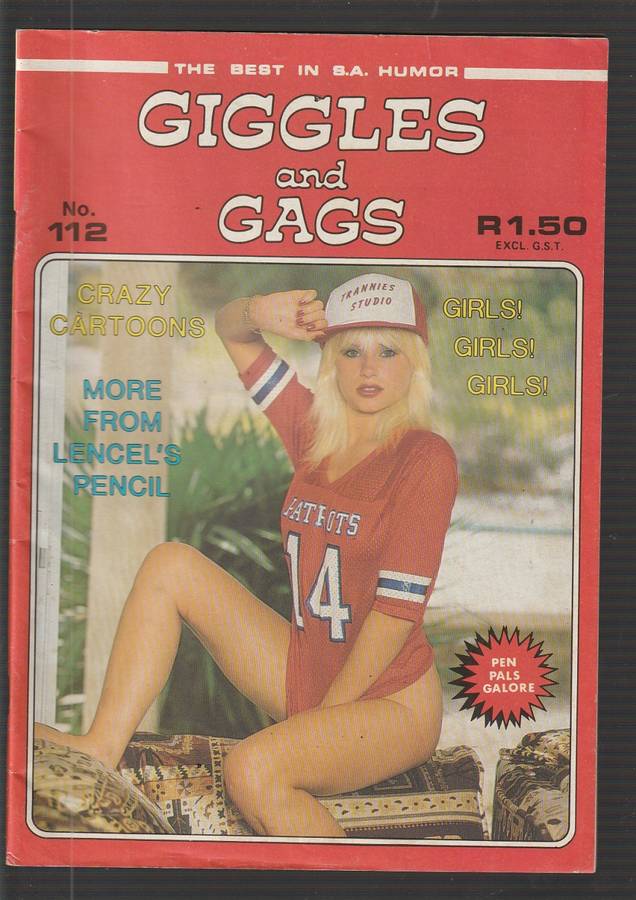 THE BEST IN S.A. HUMOR
GIGGLES
and
GAGS
No.
112
R1.50
EXCL. G.S.T.
CRAZY
CARTOONS
MORE
FROM
LENCEL'S
PENCIL
TRANNIES
STUDIO
GIRLS!
GIRLS!
GIRLS!
PATRIOTS
14
PEN
PALS
GALORE